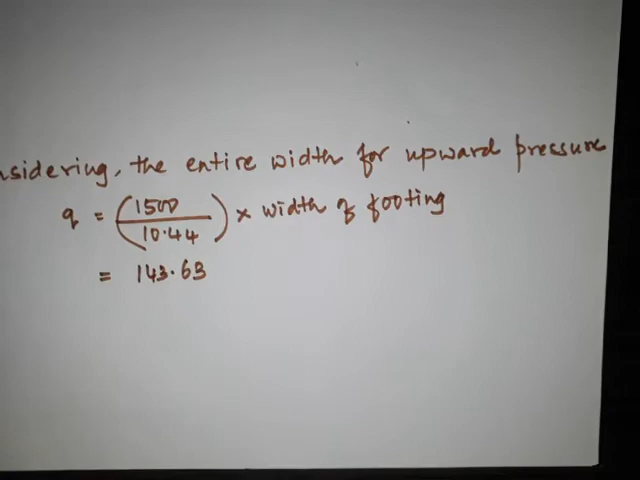 nsidering, the entire width for upward pressure
q = (1500 / 10.44) × width of footing
= 143.63